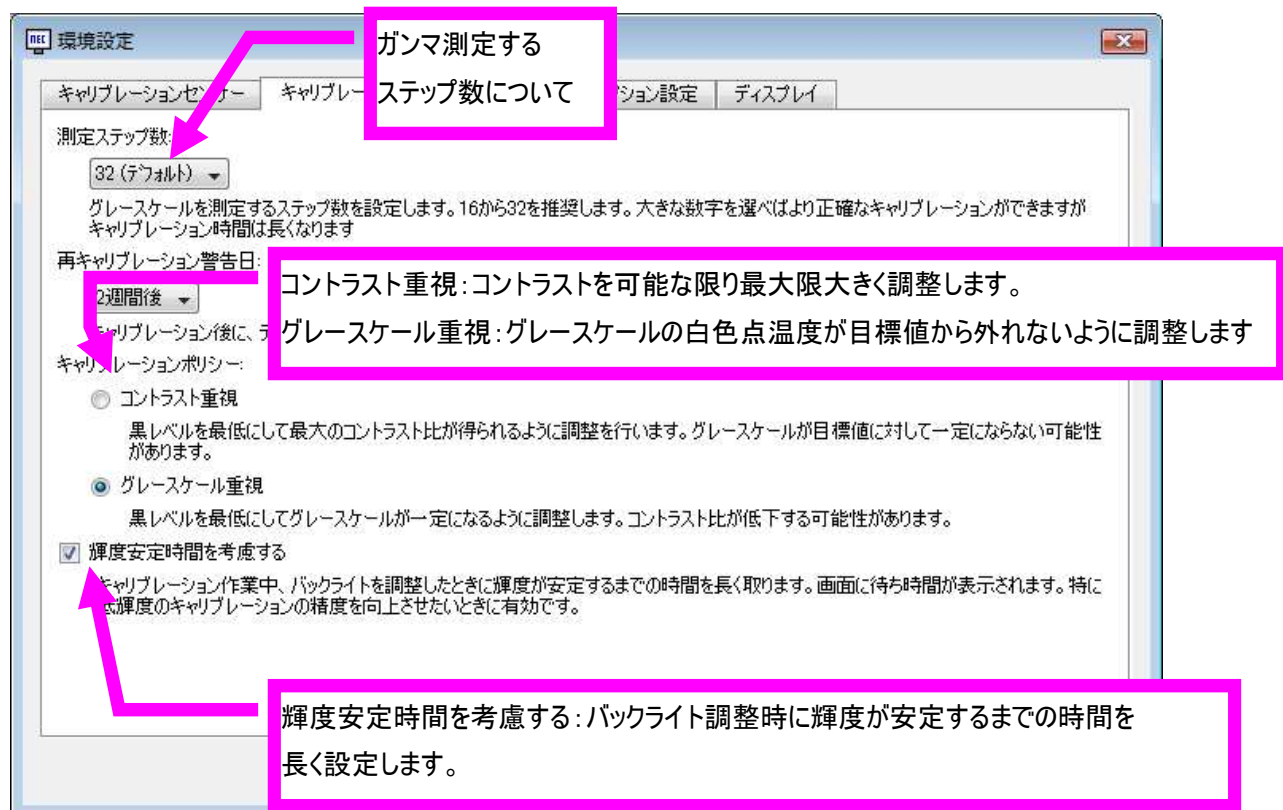 NEC 環境設定
ガンマ測定する
ステップ数について
キャリブレーションセンター キャリブレー ション設定 ディスプレイ
測定ステップ数:
32 (デフォルト)
グレースケールを測定するステップ数を設定します。16から32を推奨します。大きな数字を選べばより正確なキャリブレーションができますが
キャリブレーション時間は長くなります
再キャリブレーション警告日:
2週間後
キャリブレーション後に、
コントラスト重視:コントラストを可能な限り最大限大きく調整します。
グレースケール重視:グレースケールの白色点温度が目標値から外れないように調整します
キャリブレーションポリシー:
コントラスト重視
黒レベルを最低にして最大のコントラスト比が得られるように調整を行います。グレースケールが目標値に対して一定にならない可能性
があります。
グレースケール重視
黒レベルを最低にしてグレースケールが一定になるように調整します。コントラスト比が低下する可能性があります。
輝度安定時間を考慮する
キャリブレーション作業中、バックライトを調整したときに輝度が安定するまでの時間を長く取ります。画面に待ち時間が表示されます。特に
低輝度のキャリブレーションの精度を向上させたいときに有効です。
輝度安定時間を考慮する:バックライト調整時に輝度が安定するまでの時間を
長く設定します。